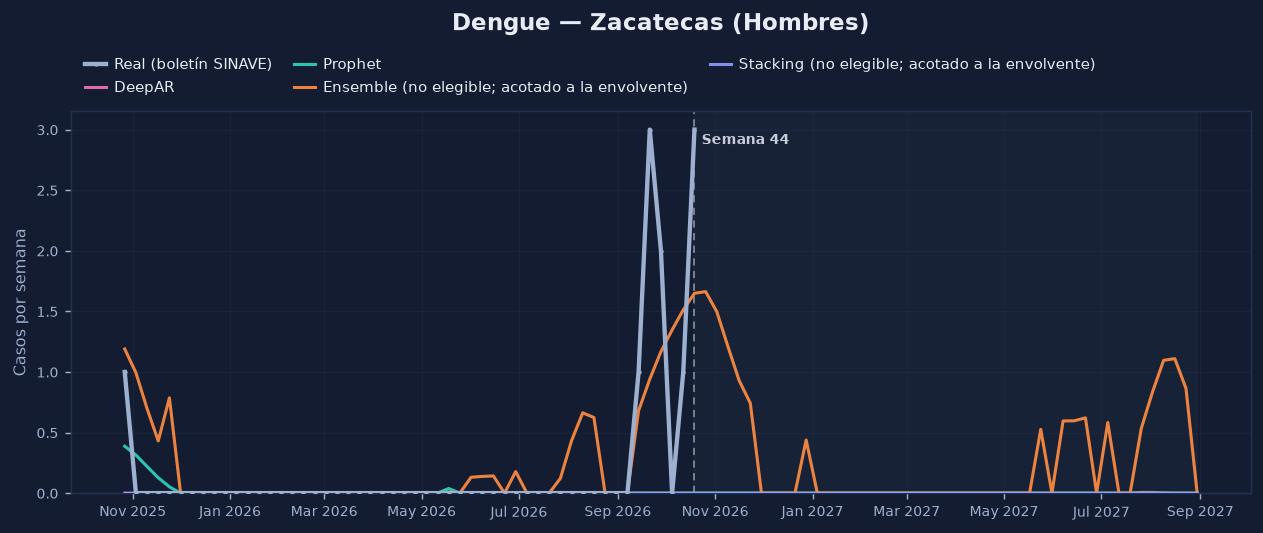 Dengue — Zacatecas (Hombres)
Real (boletín SINAVE)
Prophet
Stacking (no elegible; acotado a la envolvente)
DeepAR
Ensemble (no elegible; acotado a la envolvente)
Casos por semana
3.0
2.5
2.0
1.5
1.0
0.5
0.0
Semana 44
Nov 2025
Jan 2026
Mar 2026
May 2026
Jul 2026
Sep 2026
Nov 2026
Jan 2027
Mar 2027
May 2027
Jul 2027
Sep 2027